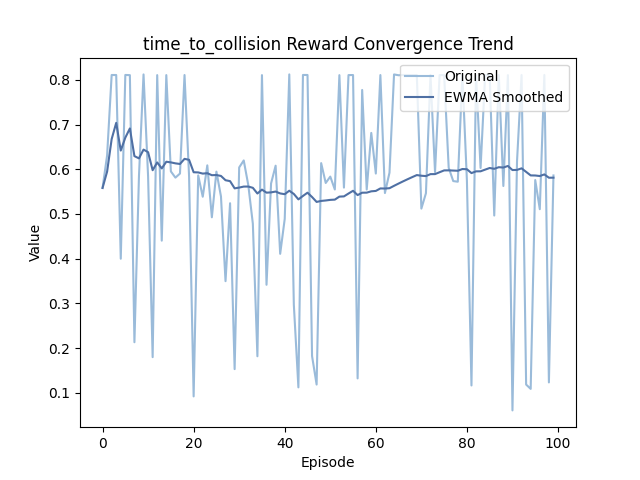 time_to_collision Reward Convergence Trend
Original
EWMA Smoothed
Value
0.8
0.7
0.6
0.5
0.4
0.3
0.2
0.1
0 20 40 60 80 100
Episode